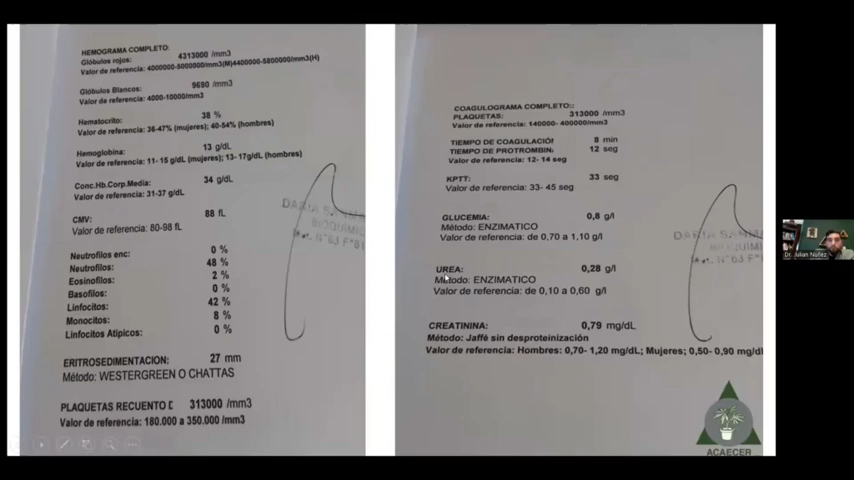 HEMOGRAMA COMPLETO:
Glóbulos rojos: 4313000 /mm3
Valor de referencia: 4000000-5000000/mm3(M)4400000-5800000/mm3(H)
Glóbulos Blancos: 9680 /mm3
Valor de referencia: 4000-10000/mm3
Hematocrito: 38 %
Valor de referencia: 36-47% (mujeres); 40-54% (hombres)
Hemoglobina: 13 g/dL
Valor de referencia: 11- 15 g/dL (mujeres); 13- 17g/dL (hombres)
Conc.Hb.Corp.Media: 34 g/dL
Valor de referencia: 31-37 g/dL
CMV: 88 fL
Valor de referencia: 80-98 fL
Neutrofilos enc: 0 %
Neutrofilos: 48 %
Eosinofilos: 2 %
Basofilos: 0 %
Linfocitos: 42 %
Monocitos: 8 %
Linfocitos Atipicos: 0 %
ERITROSEDIMENTACION: 27 mm
Método: WESTERGREEN O CHATTAS
PLAQUETAS RECUENTO D 313000 /mm3
Valor de referencia: 180.000 a 350.000 /mm3
COAGULOGRAMA COMPLETO::
PLAQUETAS: 313000 /mm3
Valor de referencia: 140000- 400000/mm3
TIEMPO DE COAGULACIÓN 8 min
TIEMPO DE PROTROMBIN 12 seg
Valor de referencia: 12- 14 seg
KPTT: 33 seg
Valor de referencia: 33- 45 seg
GLUCEMIA: 0,8 g/l
Método: ENZIMATICO
Valor de referencia: de 0,70 a 1,10 g/l
UREA: 0,28 g/l
Método: ENZIMATICO
Valor de referencia: de 0,10 a 0,60 g/l
CREATININA: 0,79 mg/dL
Método: Jaffé sin desproteinización
Valor de referencia: Hombres: 0,70- 1,20 mg/dL; Mujeres; 0,50- 0,90 mg/dl
ACAECER
Dr. Julian Nuñez